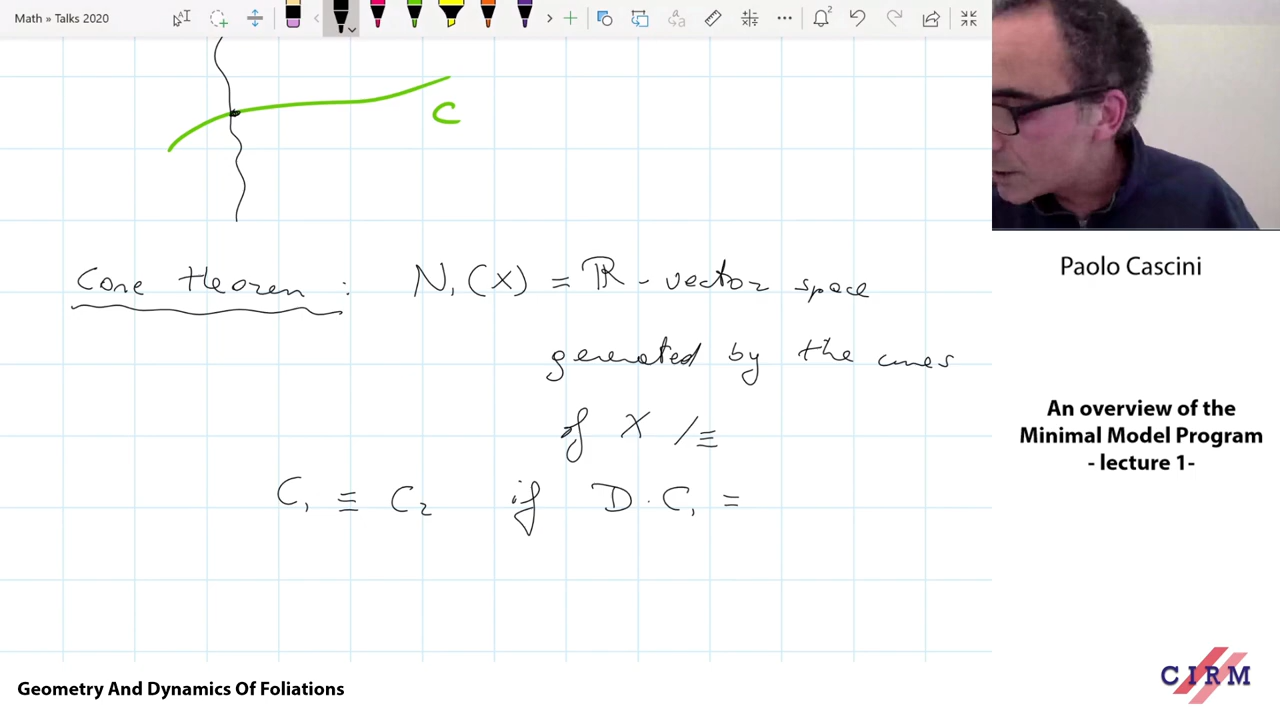 Math » Talks 2020
C
Cone theorem : N₁(X) = ℝ - vector space
generated by the curves
of X /≡
C₁ ≡ C₂ if D · C₁ =
Paolo Cascini
An overview of the
Minimal Model Program
- lecture 1-
Geometry And Dynamics Of Foliations
CIRM